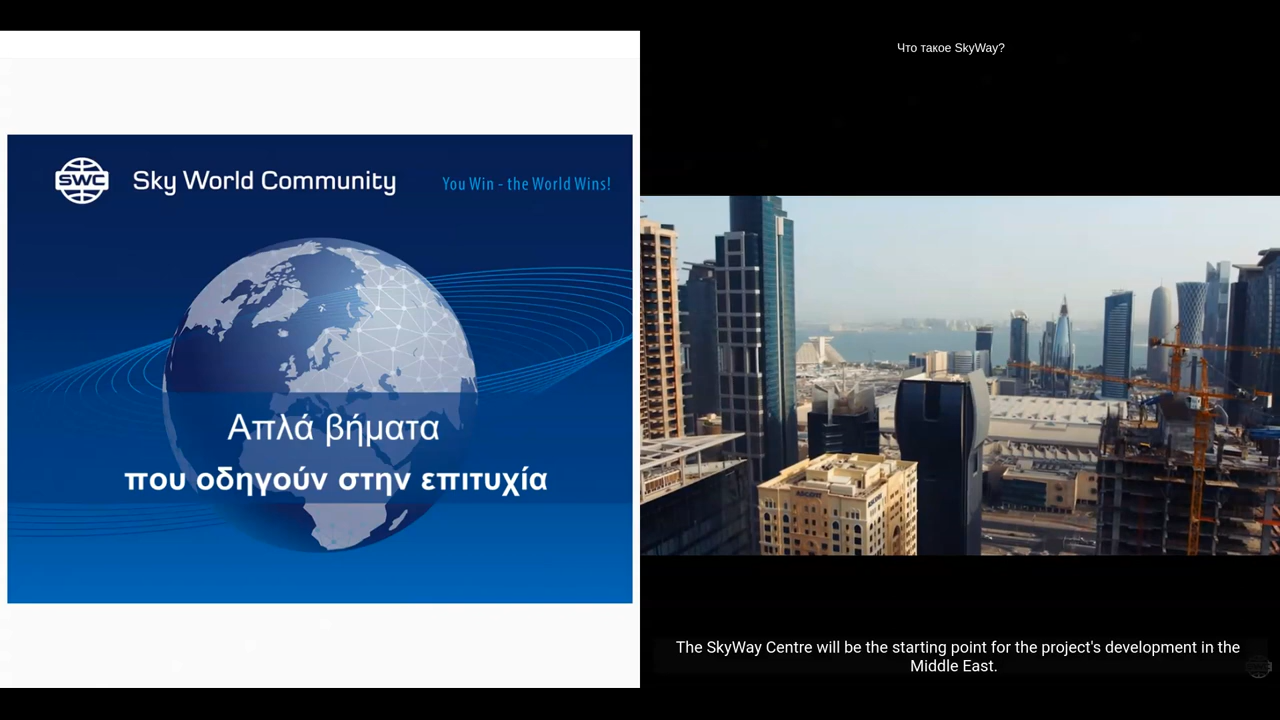 SWC
Sky World Community
You Win - the World Wins!
Απλά βήματα
που οδηγούν στην επιτυχία
Что такое SkyWay?
The SkyWay Centre will be the starting point for the project's development in the
Middle East.